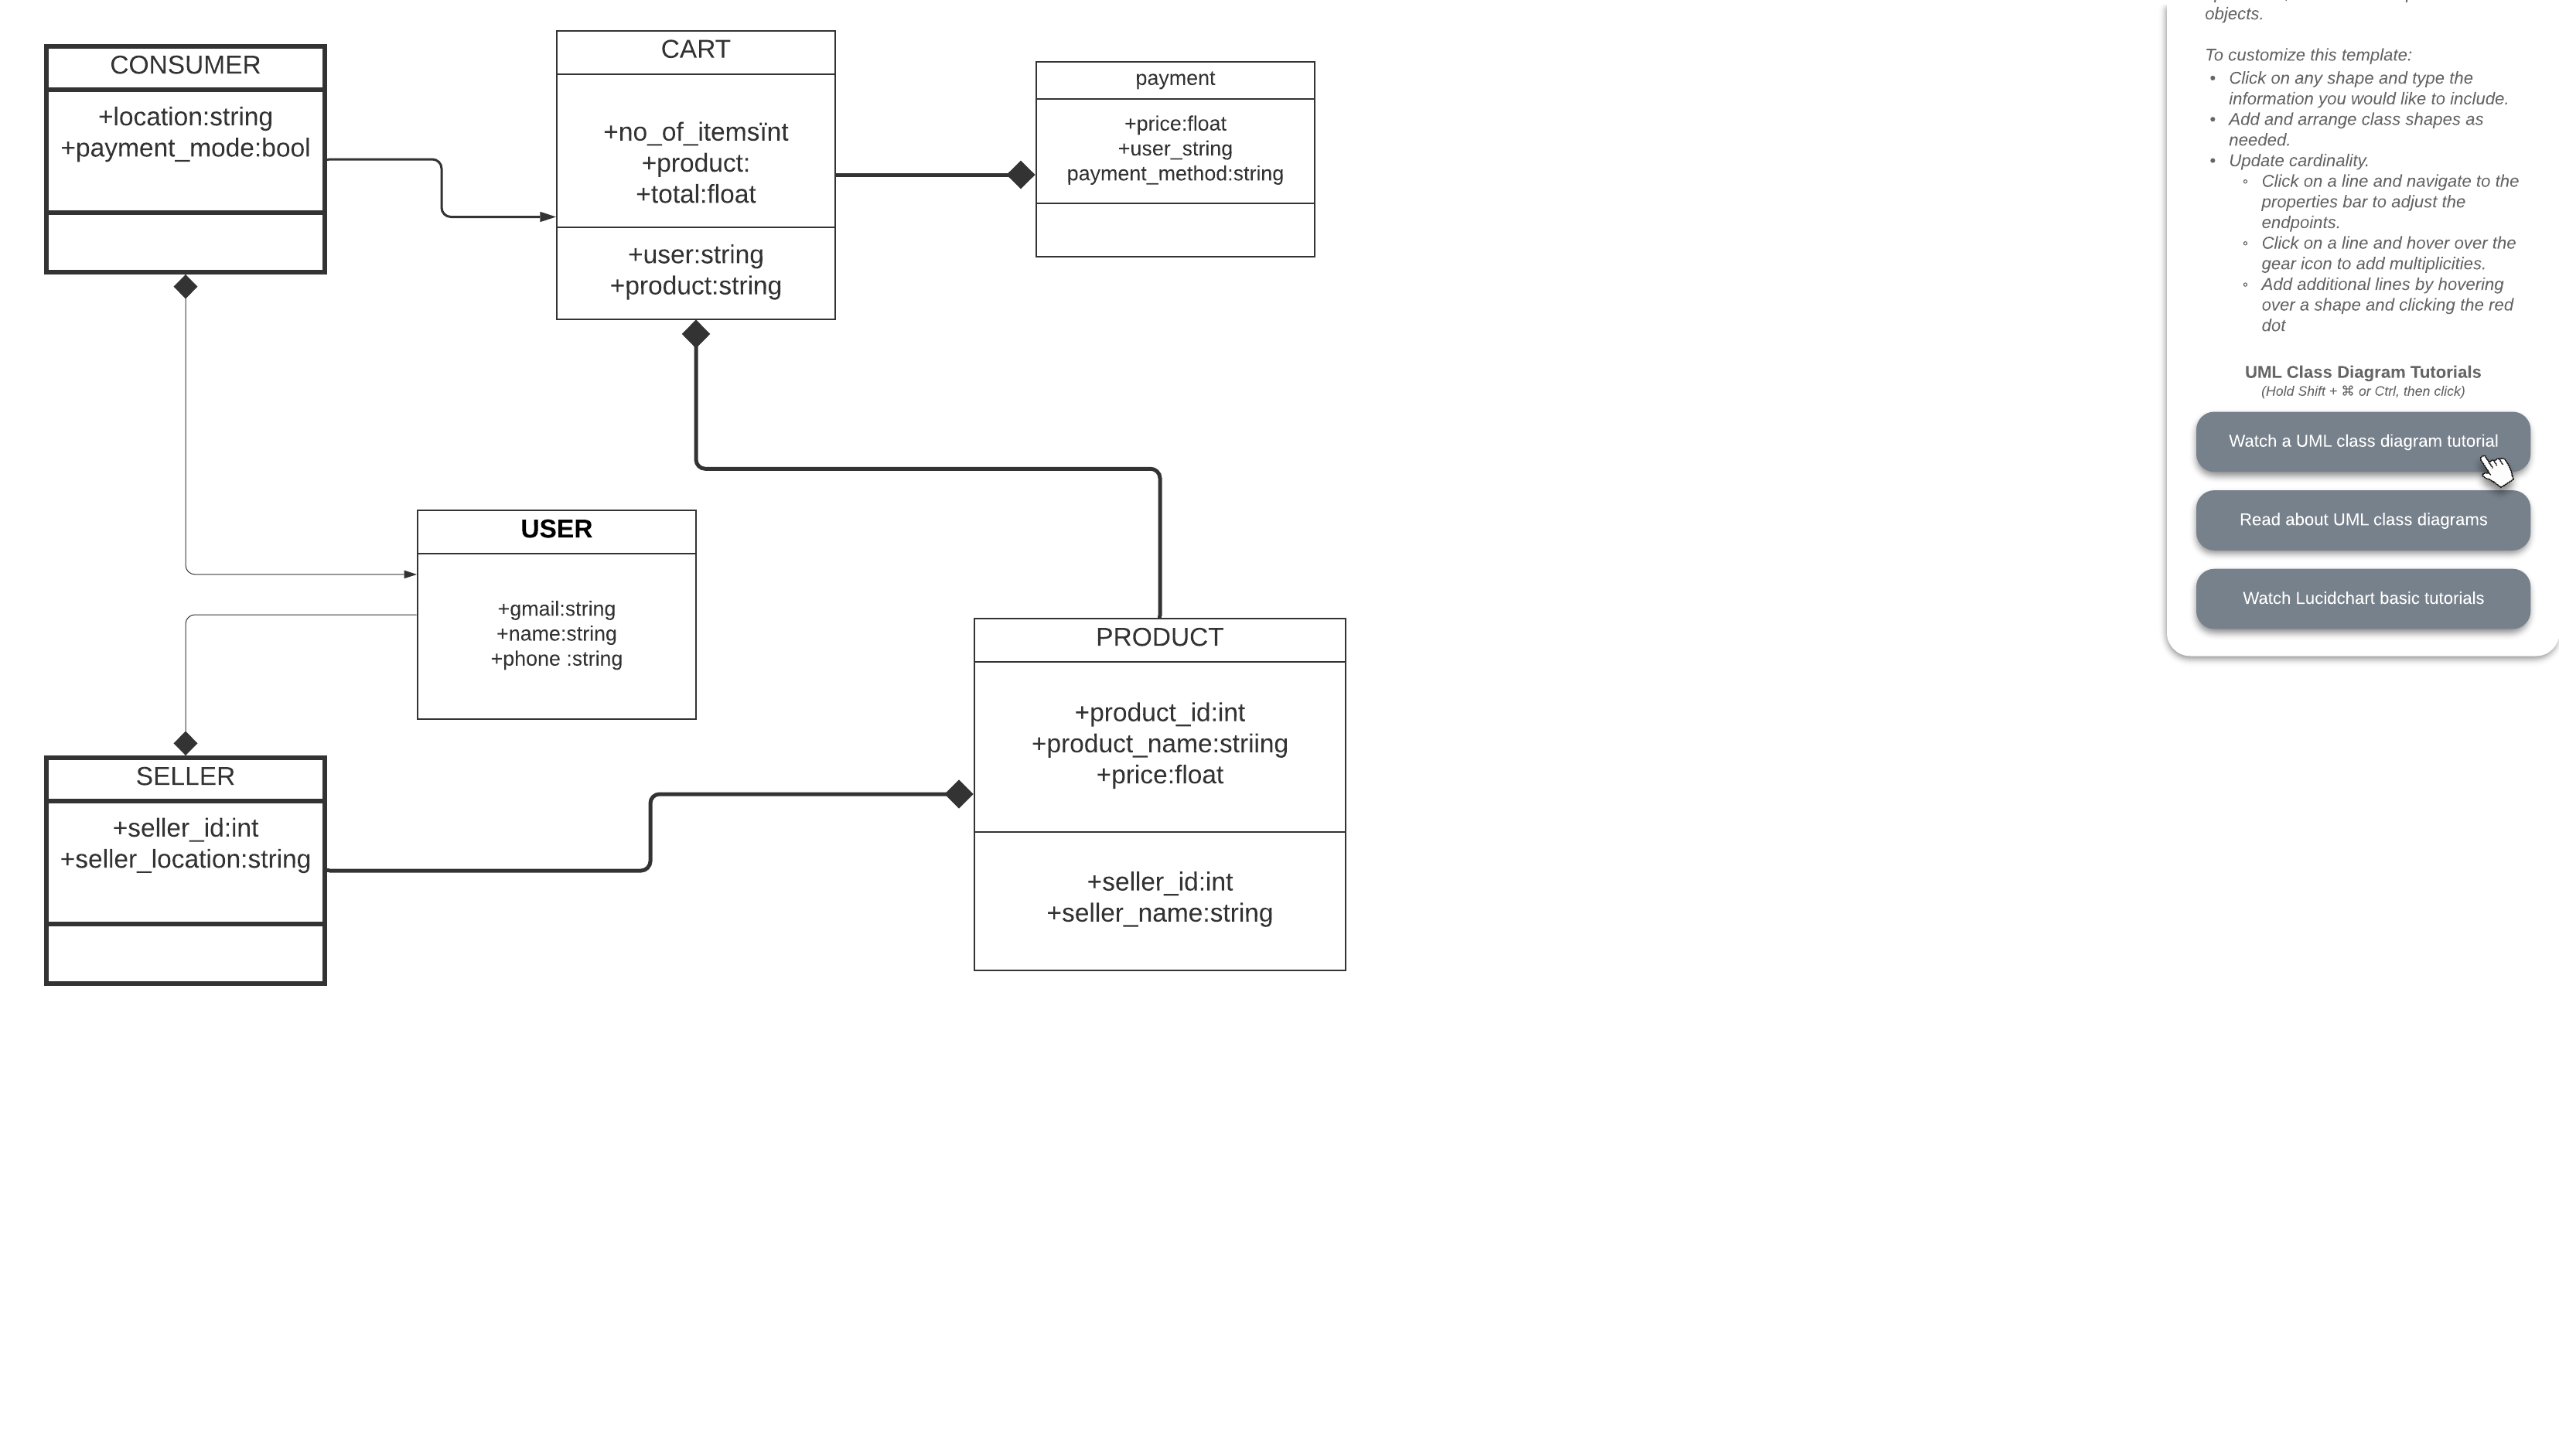 CONSUMER
+location:string
+payment_mode:bool
CART
+no_of_itemsïnt
+product:
+total:float
+user:string
+product:string
payment
+price:float
+user_string
payment_method:string
USER
+gmail:string
+name:string
+phone :string
SELLER
+seller_id:int
+seller_location:string
PRODUCT
+product_id:int
+product_name:striing
+price:float
+seller_id:int
+seller_name:string
objects.
To customize this template:
• Click on any shape and type the
information you would like to include.
• Add and arrange class shapes as
needed.
• Update cardinality.
◦ Click on a line and navigate to the
properties bar to adjust the
endpoints.
◦ Click on a line and hover over the
gear icon to add multiplicities.
◦ Add additional lines by hovering
over a shape and clicking the red
dot
UML Class Diagram Tutorials
(Hold Shift + ⌘ or Ctrl, then click)
Watch a UML class diagram tutorial
Read about UML class diagrams
Watch Lucidchart basic tutorials